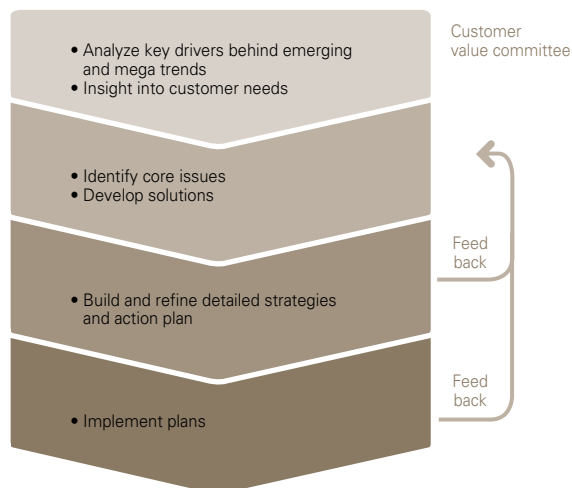 Customer
value committee
• Analyze key drivers behind emerging
and mega trends
• Insight into customer needs
• Identify core issues
• Develop solutions
Feed
back
• Build and refine detailed strategies
and action plan
Feed
back
• Implement plans